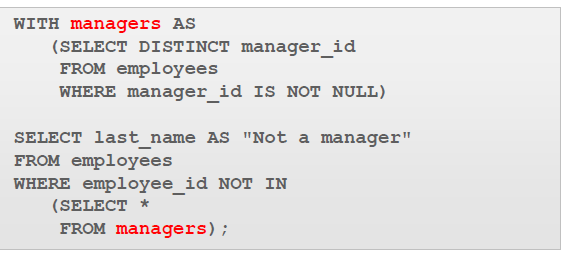 WITH managers AS
(SELECT DISTINCT manager_id
FROM employees
WHERE manager_id IS NOT NULL)
SELECT last_name AS "Not a manager"
FROM employees
WHERE employee_id NOT IN
(SELECT *
FROM managers);